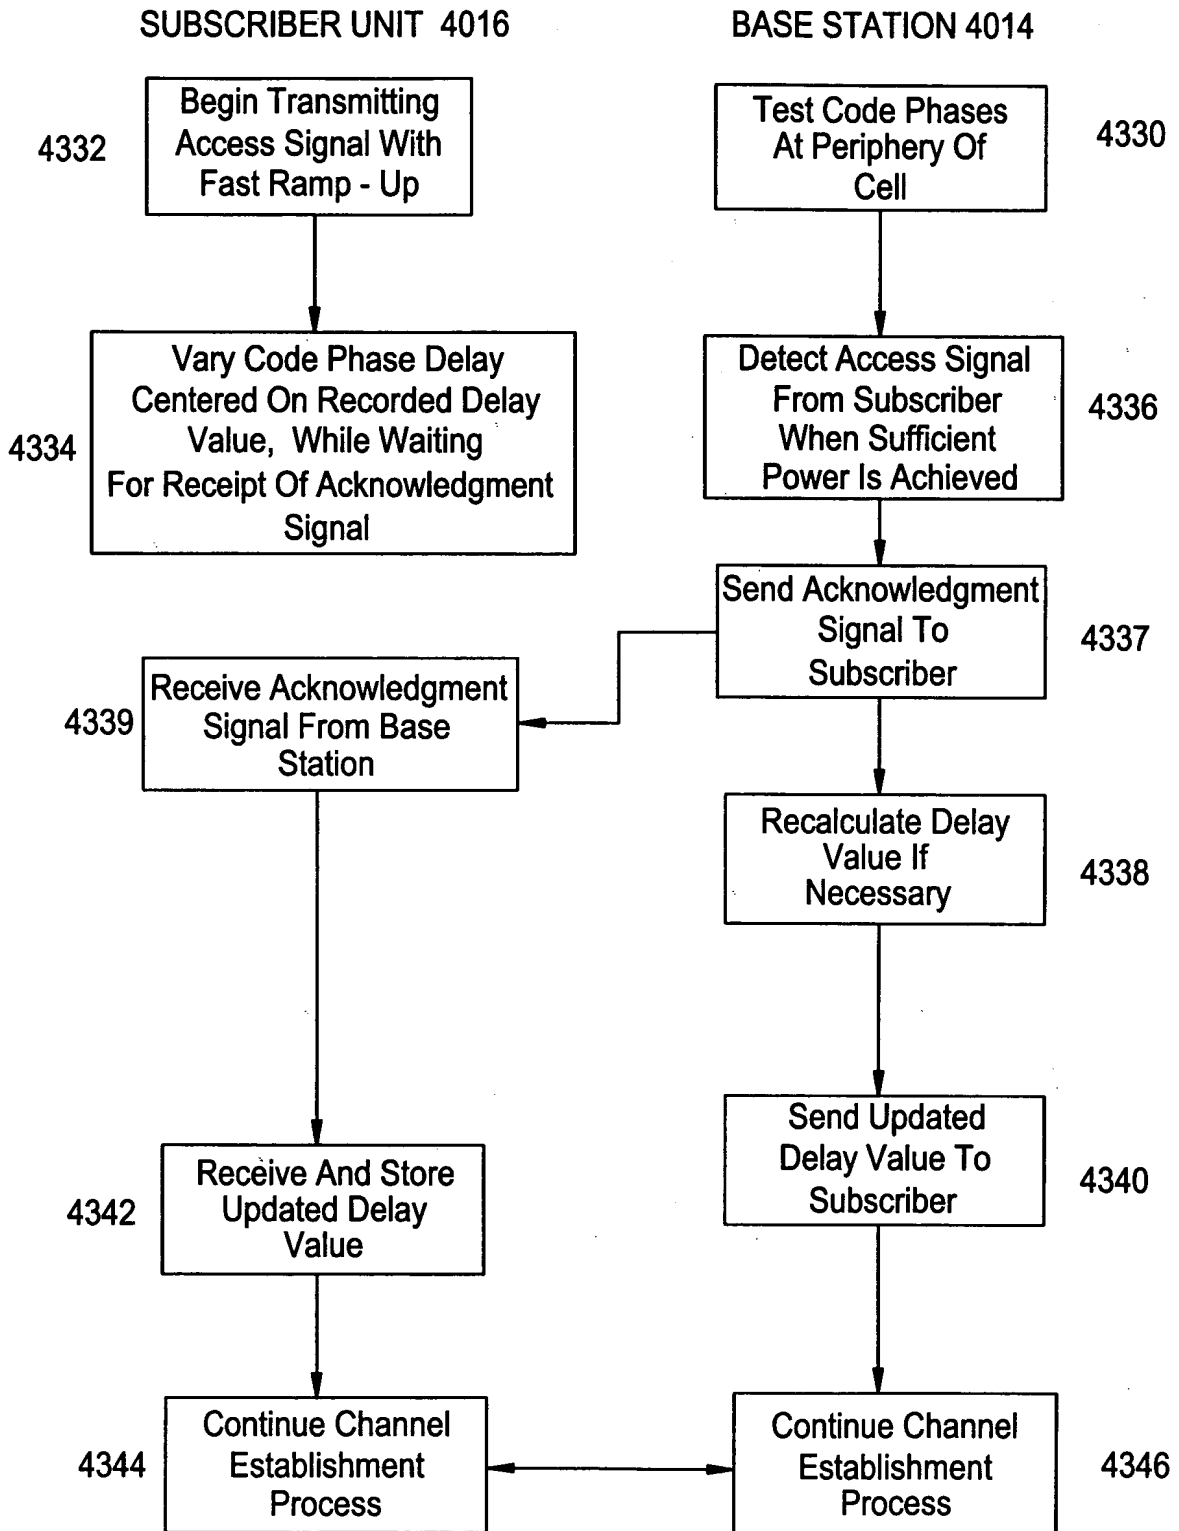 SUBSCRIBER UNIT 4016
BASE STATION 4014
4332
Begin Transmitting
Access Signal With
Fast Ramp - Up
Test Code Phases
At Periphery Of
Cell
4330
4334
Vary Code Phase Delay
Centered On Recorded Delay
Value, While Waiting
For Receipt Of Acknowledgment
Signal
Detect Access Signal
From Subscriber
When Sufficient
Power Is Achieved
4336
Send Acknowledgment
Signal To
Subscriber
4337
4339
Receive Acknowledgment
Signal From Base
Station
Recalculate Delay
Value If
Necessary
4338
Send Updated
Delay Value To
Subscriber
4340
4342
Receive And Store
Updated Delay
Value
4344
Continue Channel
Establishment
Process
Continue Channel
Establishment
Process
4346